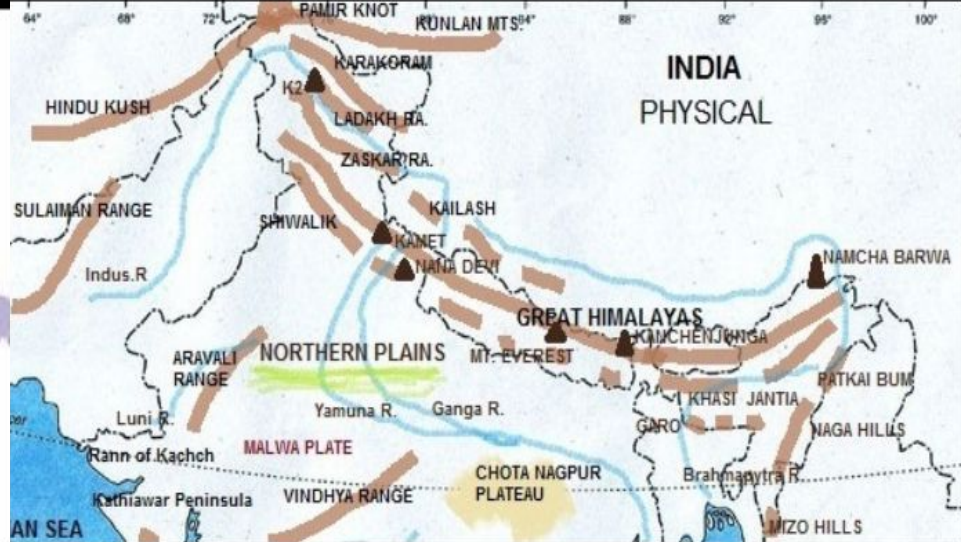 64° 68° 72° 84° 88° 92° 96° 100°
PAMIR KNOT
KUNLAN MTS.
KARAKORAM
INDIA
K2
PHYSICAL
HINDU KUSH
LADAKH RA.
ZASKAR RA.
SULAIMAN RANGE
KAILASH
SHIWALIK
KAMET
NAMCHA BARWA
NANA DEVI
Indus.R
GREAT HIMALAYAS
KANCHENJUNGA
NORTHERN PLAINS
MT. EVEREST
ARAVALI
RANGE
PATKAI BUM
KHASI JANTIA
Yamuna R.
Ganga R.
Luni R.
GARO
NAGA HILLS
MALWA PLATE
Rann of Kachch
CHOTA NAGPUR
PLATEAU
Brahmapytra R
VINDHYA RANGE
Kathiawar Peninsula
AN SEA
MIZO HILLS